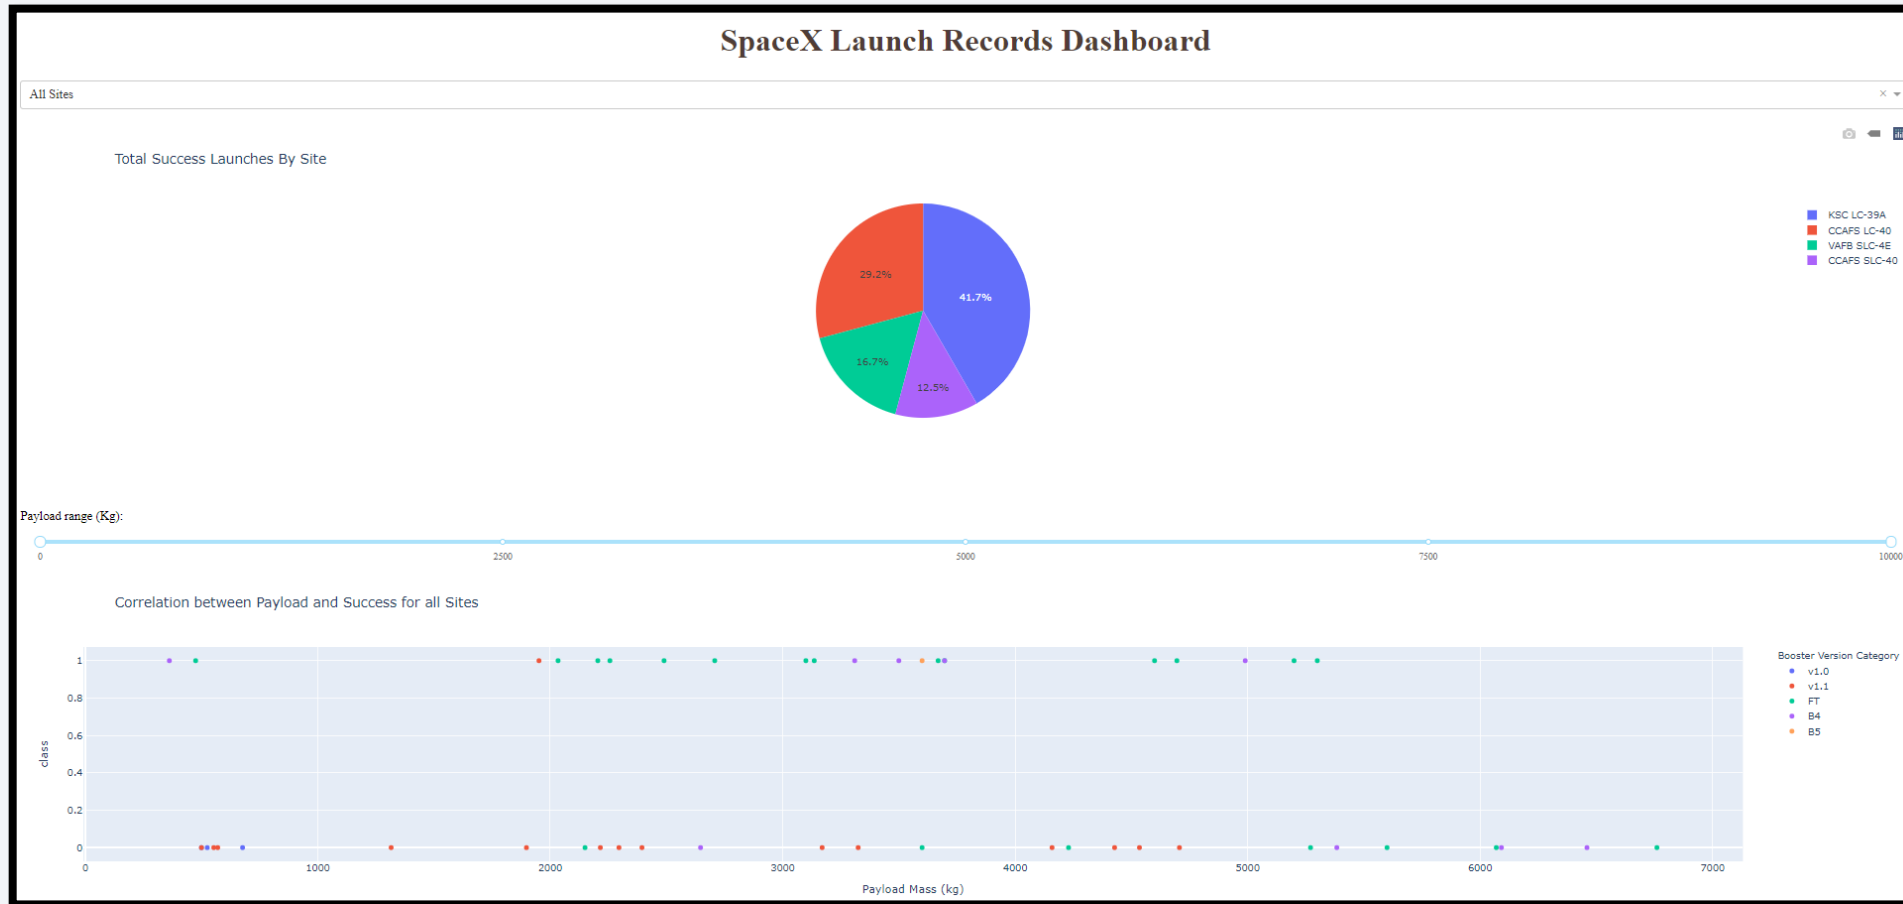 SpaceX Launch Records Dashboard
All Sites
Total Success Launches By Site
KSC LC-39A
CCAFS LC-40
VAFB SLC-4E
CCAFS SLC-40
29.2%
41.7%
16.7%
12.5%
Payload range (Kg):
0 2500 5000 7500 10000
Correlation between Payload and Success for all Sites
Booster Version Category
v1.0
v1.1
FT
B4
B5
class
1
0.8
0.6
0.4
0.2
0
0 1000 2000 3000 4000 5000 6000 7000
Payload Mass (kg)